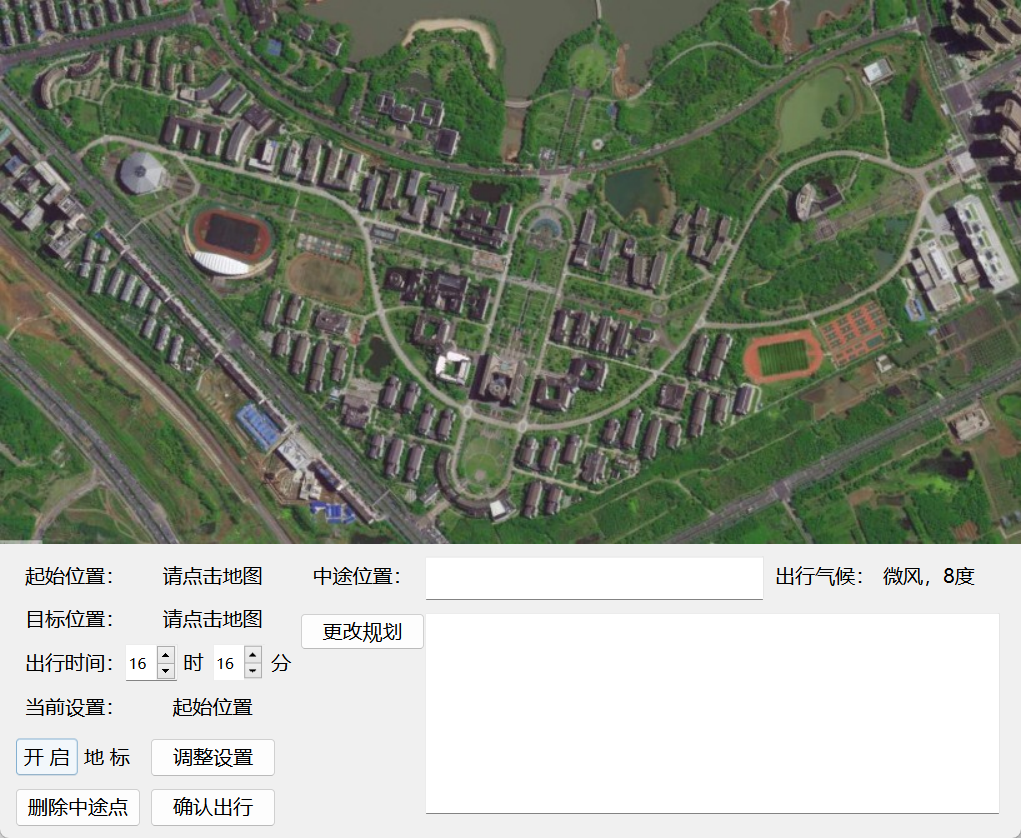 起始位置： 请点击地图 中途位置： 出行气候： 微风，8度
目标位置： 请点击地图
更改规划
出行时间： 16 时 16 分
当前设置： 起始位置
开 启 地 标 调整设置
删除中途点 确认出行